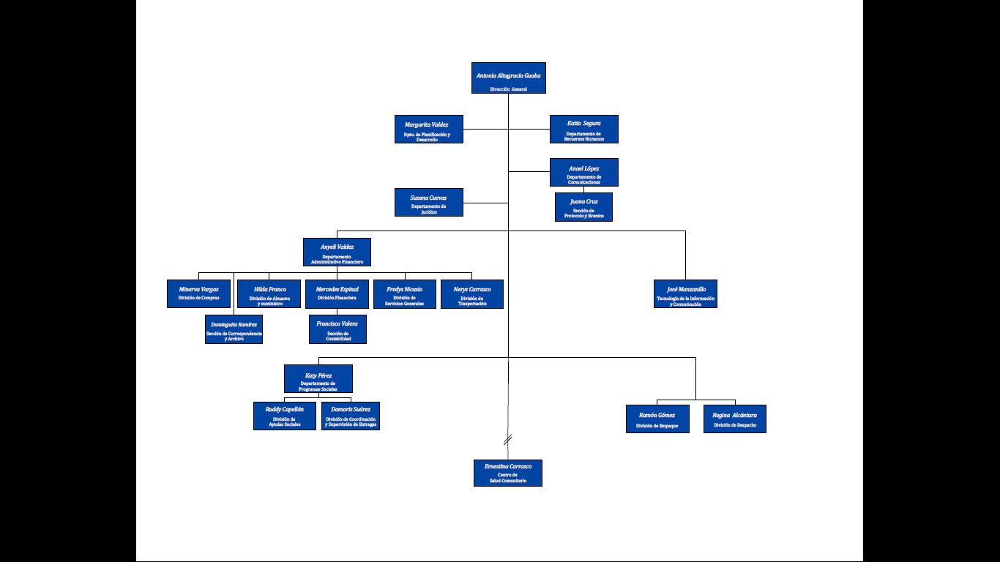 Antonia Altagracia Guaba
Dirección General
Margarita Valdez
Dpto. de Planificación y
Desarrollo
Katia Segura
Departamento de
Recuersos Humanos
Anael López
Departamento de
Comunicaciones
Susana Cuevas
Departamento de
Jurídico
Juana Cruz
Sección de
Protocolo y Eventos
Anyeli Valdez
Departamento
Administrativo Financiero
Minerva Vargas
División de Compras
Hilda Franco
División de Almacen
y suministro
Mercedes Espinal
División Financiera
Fredys Nicasio
División de
Servicios Generales
Nerys Carrasco
División de
Trasportación
José Manzanillo
Tecnología de la Información
y Comunicación
Dominguita Ramírez
Sección de Correspondencia
y Archivo
Francisco Valera
Sección de
Contabilidad
Katy Pérez
Departamento de
Programas Sociales
Ruddy Capellán
División de
Ayudas Sociales
Damaris Suárez
División de Coordinación
y Supervisión de Entregas
Ramón Gómez
División de Empaque
Regina Alcántara
División de Despacho
Ernestina Carrasco
Centro de
Salud Comunitario